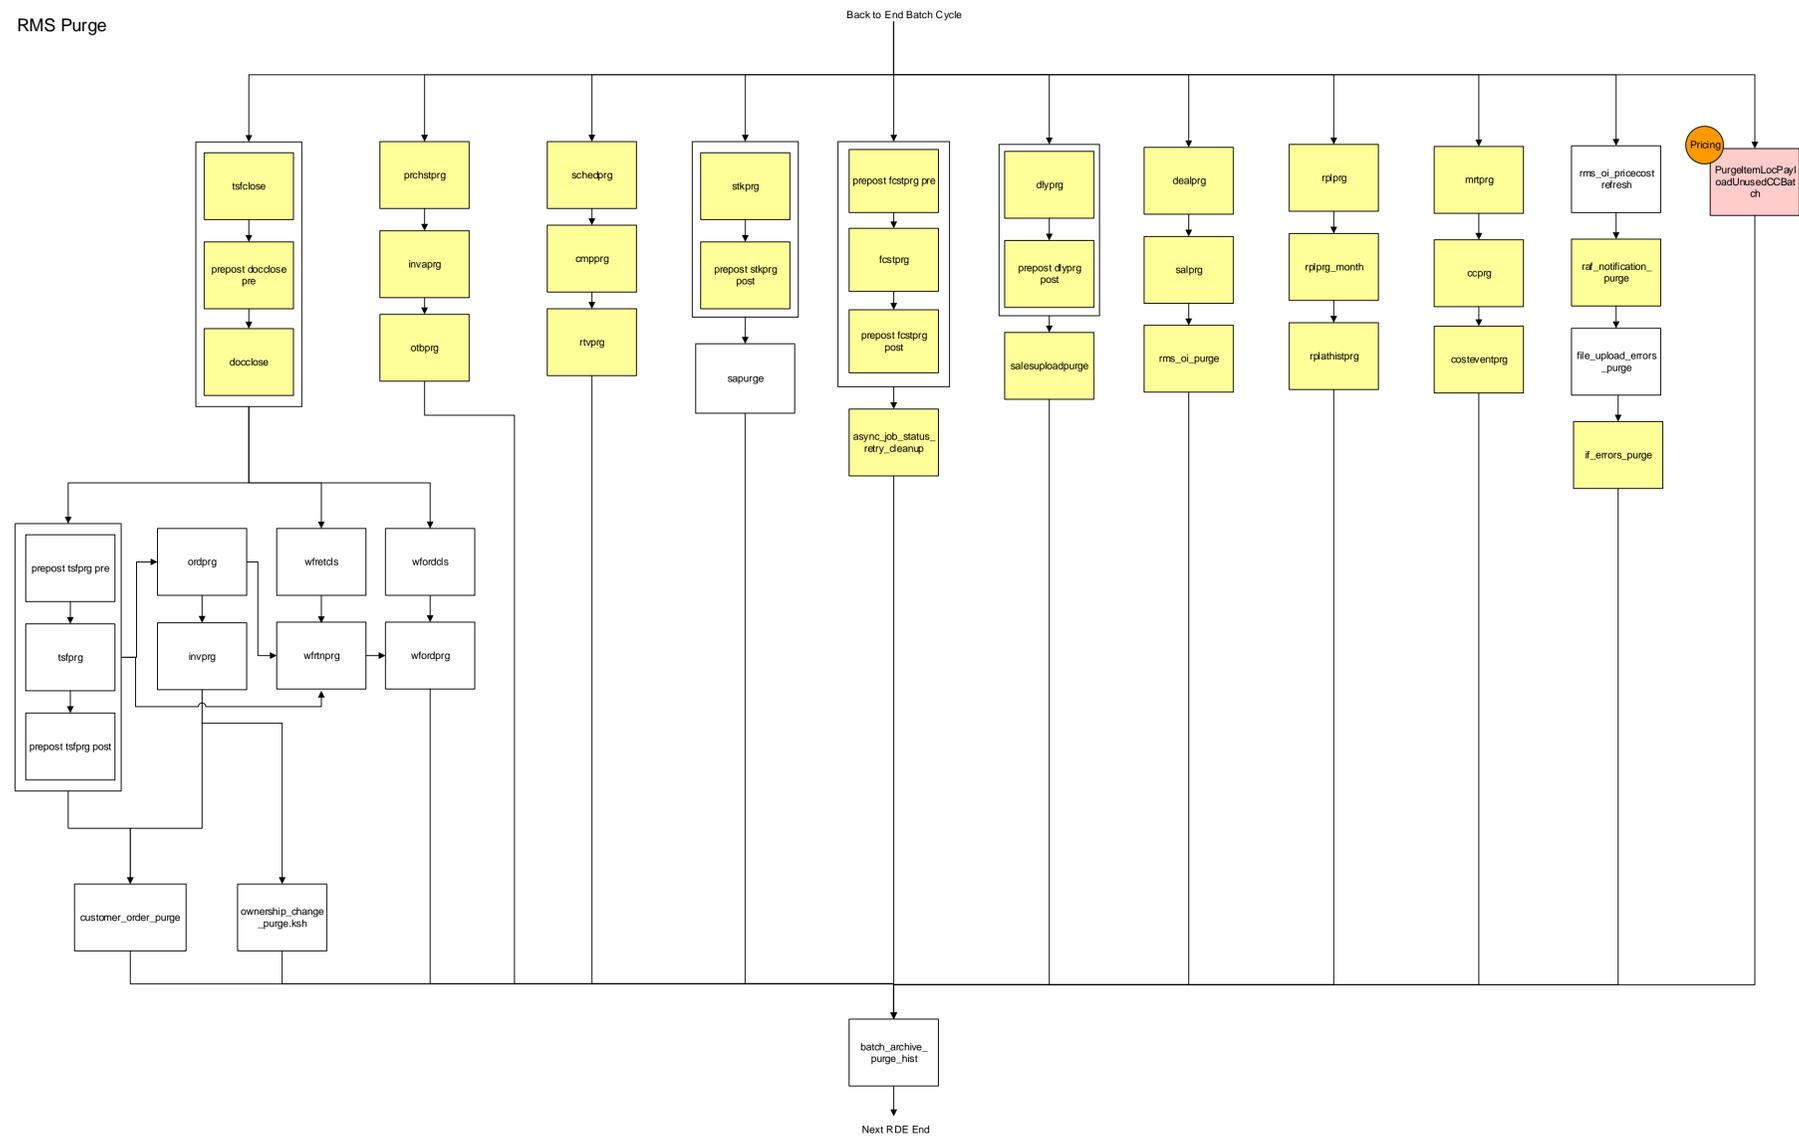 RMS Purge
Back to End Batch Cycle
tsfclose
prepost docclose
pre
docclose
prchstprg
invaprg
otbprg
schedprg
cmpprg
rtvprg
stkprg
prepost stkprg
post
sapurge
prepost fcstprg pre
fcstprg
prepost fcstprg
post
async_job_status_
retry_cleanup
dlyprg
prepost dlyprg
post
salesuploadpurge
dealprg
salprg
rms_oi_purge
rplprg
rplprg_month
rplathistprg
mrtprg
ccprg
costeventprg
rms_oi_pricecost
refresh
raf_notification_
purge
file_upload_errors
_purge
if_errors_purge
Pricing
PurgeItemLocPayl
oadUnusedCCBat
ch
prepost tsfprg pre
tsfprg
prepost tsfprg post
ordprg
invprg
wfretcls
wfrtnprg
wfordcls
wfordprg
customer_order_purge
ownership_change
_purge.ksh
batch_archive_
purge_hist
Next RDE End